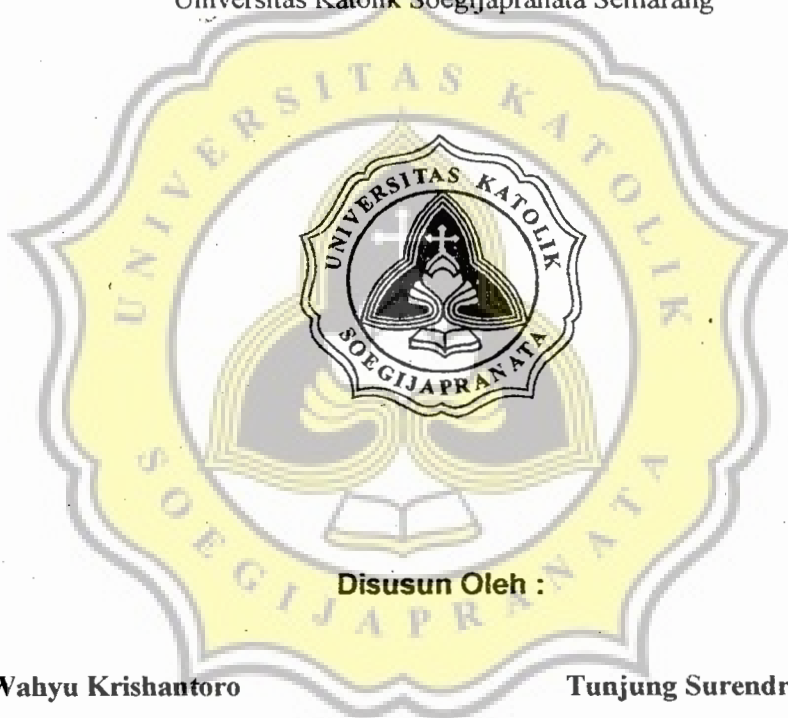 Universitas Katolik Soegijapranata Semarang
UNIVERSITAS KATOLIK
SOEGIJAPRANATA
UNIVERSITAS KATOLIK
SOEGIJAPRANATA
Disusun Oleh :
Wahyu Krishantoro Tunjung Surendr